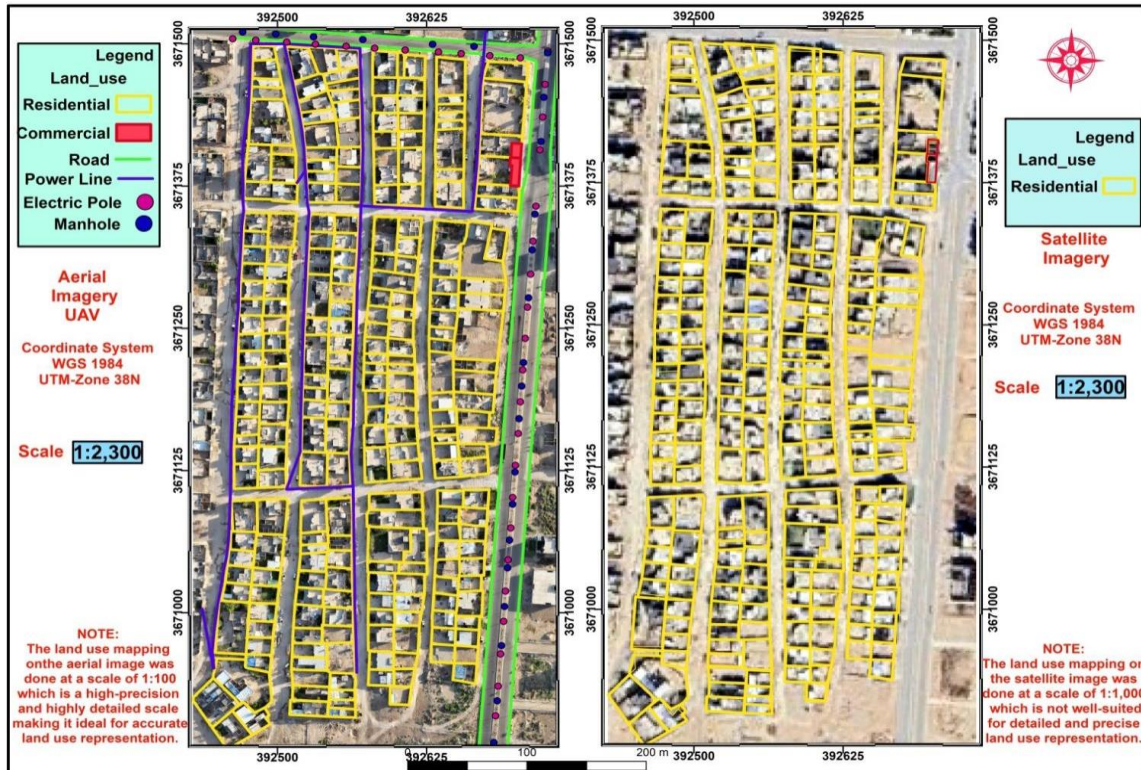 392500
392625
392500
392625
3671500
3671375
3671250
3671125
3671000
3671500
3671375
3671250
3671125
3671000
3671500
3671375
3671250
3671125
3671000
Legend
Land_use
Residential
Commercial
Road
Power Line
Electric Pole
Manhole
Aerial
Imagery
UAV
Coordinate System
WGS 1984
UTM-Zone 38N
Scale 1:2,300
NOTE:
The land use mapping
onthe aerial image was
done at a scale of 1:100
which is a high-precision
and highly detailed scale
making it ideal for accurate
land use representation.
Legend
Land_use
Residential
Satellite
Imagery
Coordinate System
WGS 1984
UTM-Zone 38N
Scale 1:2,300
NOTE:
The land use mapping on
the satellite image was
done at a scale of 1:1,000
which is not well-suited
for detailed and precise
land use representation.
392500
392625
392500
392625
0 100 200 m